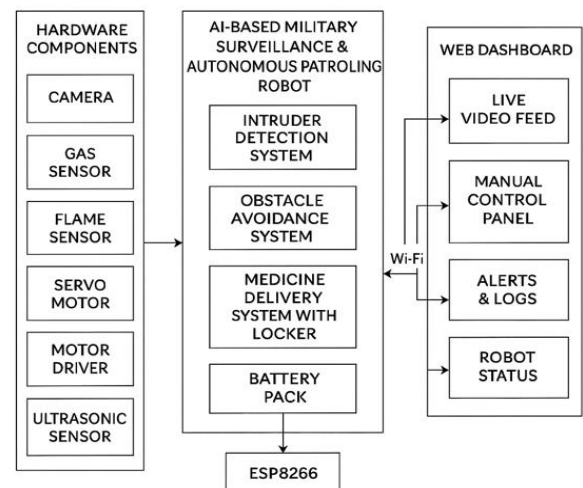 HARDWARE
COMPONENTS
CAMERA
GAS
SENSOR
FLAME
SENSOR
SERVO
MOTOR
MOTOR
DRIVER
ULTRASONIC
SENSOR
AI-BASED MILITARY
SURVEILLANCE &
AUTONOMOUS PATROLING
ROBOT
INTRUDER
DETECTION
SYSTEM
OBSTACLE
AVOIDANCE
SYSTEM
MEDICINE
DELIVERY
SYSTEM WITH
LOCKER
BATTERY
PACK
ESP8266
Wi-Fi
WEB DASHBOARD
LIVE
VIDEO FEED
MANUAL
CONTROL
PANEL
ALERTS
& LOGS
ROBOT
STATUS